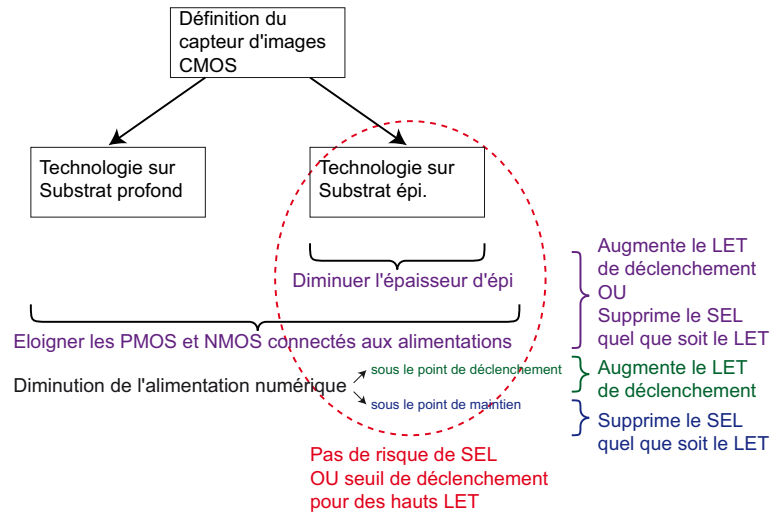 Définition du
capteur d'images
CMOS
Technologie sur
Substrat profond
Technologie sur
Substrat épi.
Diminuer l'épaisseur d'épi
Augmente le LET
de déclenchement
OU
Supprime le SEL
quel que soit le LET
Eloigner les PMOS et NMOS connectés aux alimentations
Diminution de l'alimentation numérique
sous le point de déclenchement
sous le point de maintien
Augmente le LET
de déclenchement
Supprime le SEL
quel que soit le LET
Pas de risque de SEL
OU seuil de déclenchement
pour des hauts LET